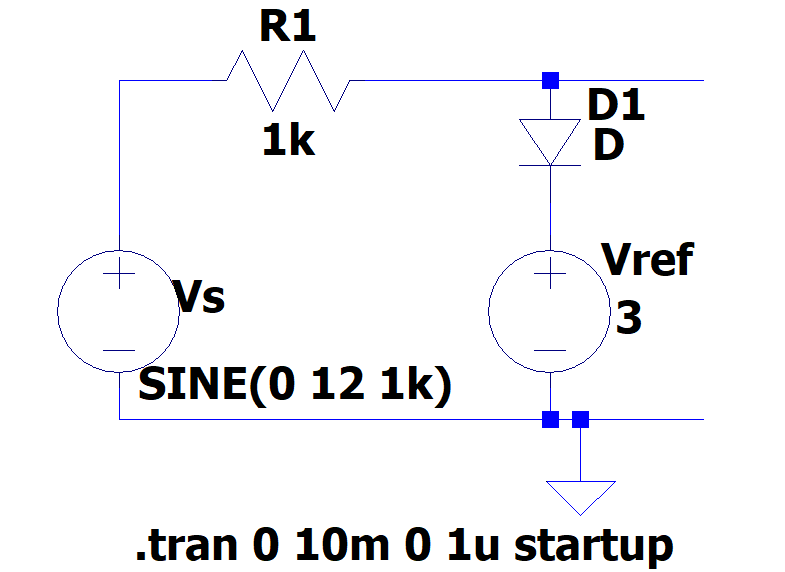 R1
1k
D1
D
Vs
SINE(0 12 1k)
Vref
3
.tran 0 10m 0 1u startup